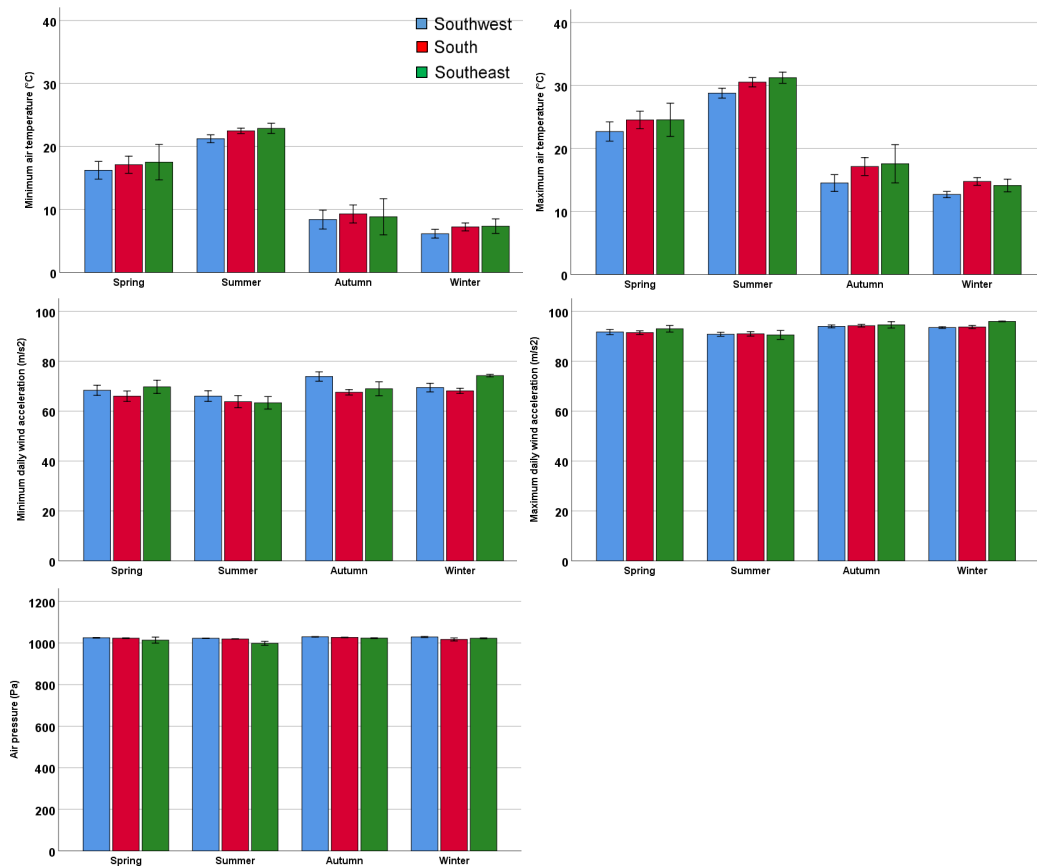 Southwest
South
Southeast
Minimum air temperature (°C)
40
30
20
10
0
Spring Summer Autumn Winter
Maximum air temperature (°C)
40
30
20
10
0
Spring Summer Autumn Winter
Minimum daily wind acceleration (m/s2)
100
80
60
40
20
0
Spring Summer Autumn Winter
Maximum daily wind acceleration (m/s2)
100
80
60
40
20
0
Spring Summer Autumn Winter
Air pressure (Pa)
1200
1000
800
600
400
200
0
Spring Summer Autumn Winter